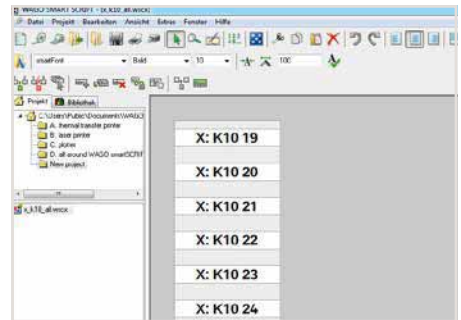 WAGO SMART SCRIPT - [x_k10_all.wscx]
Datei Projekt Bearbeiten Ansicht Extras Fenster Hilfe
smartFont Bold 10 100
Projekt Bibliothek
C:\Users\Public\Documents\WAGO
A. thermal transfer printer
B. laser printer
C. plotter
D. all around WAGO smartSCRIPT
New project
x_k10_all.wscx
X: K10 19
X: K10 20
X: K10 21
X: K10 22
X: K10 23
X: K10 24